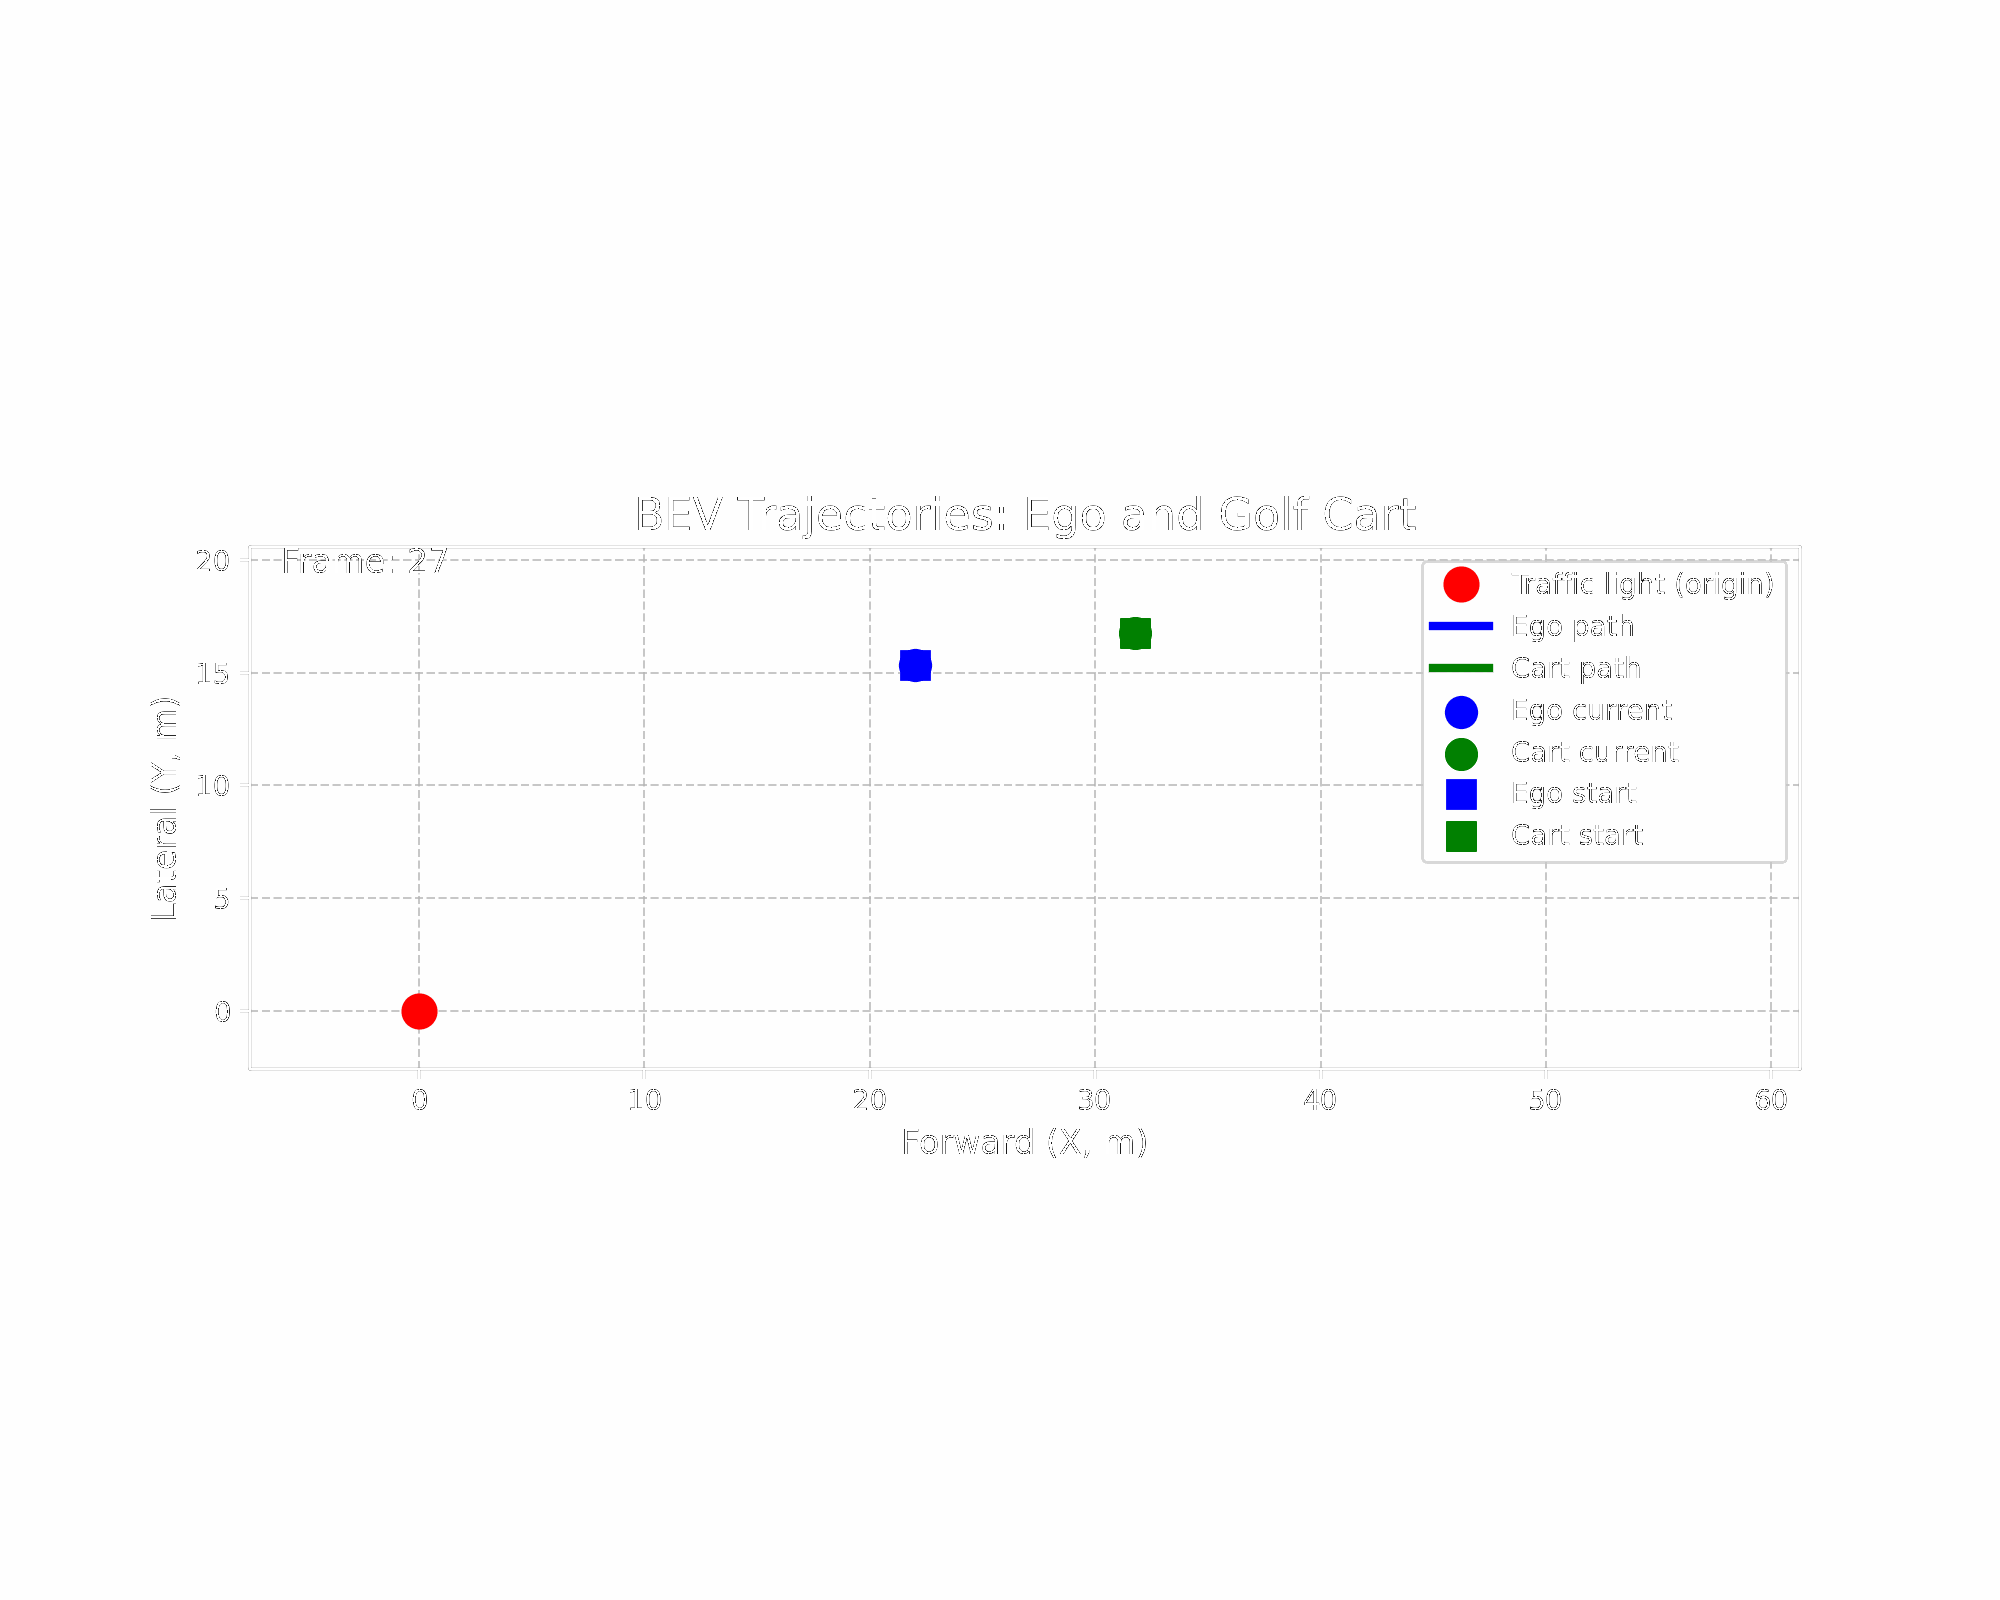 BEV Trajectories: Ego and Golf Cart
Frame: 27
Traffic light (origin)
Ego path
Cart path
Ego current
Cart current
Ego start
Cart start
20
15
10
5
0
Lateral (Y, m)
0 10 20 30 40 50 60
Forward (X, m)